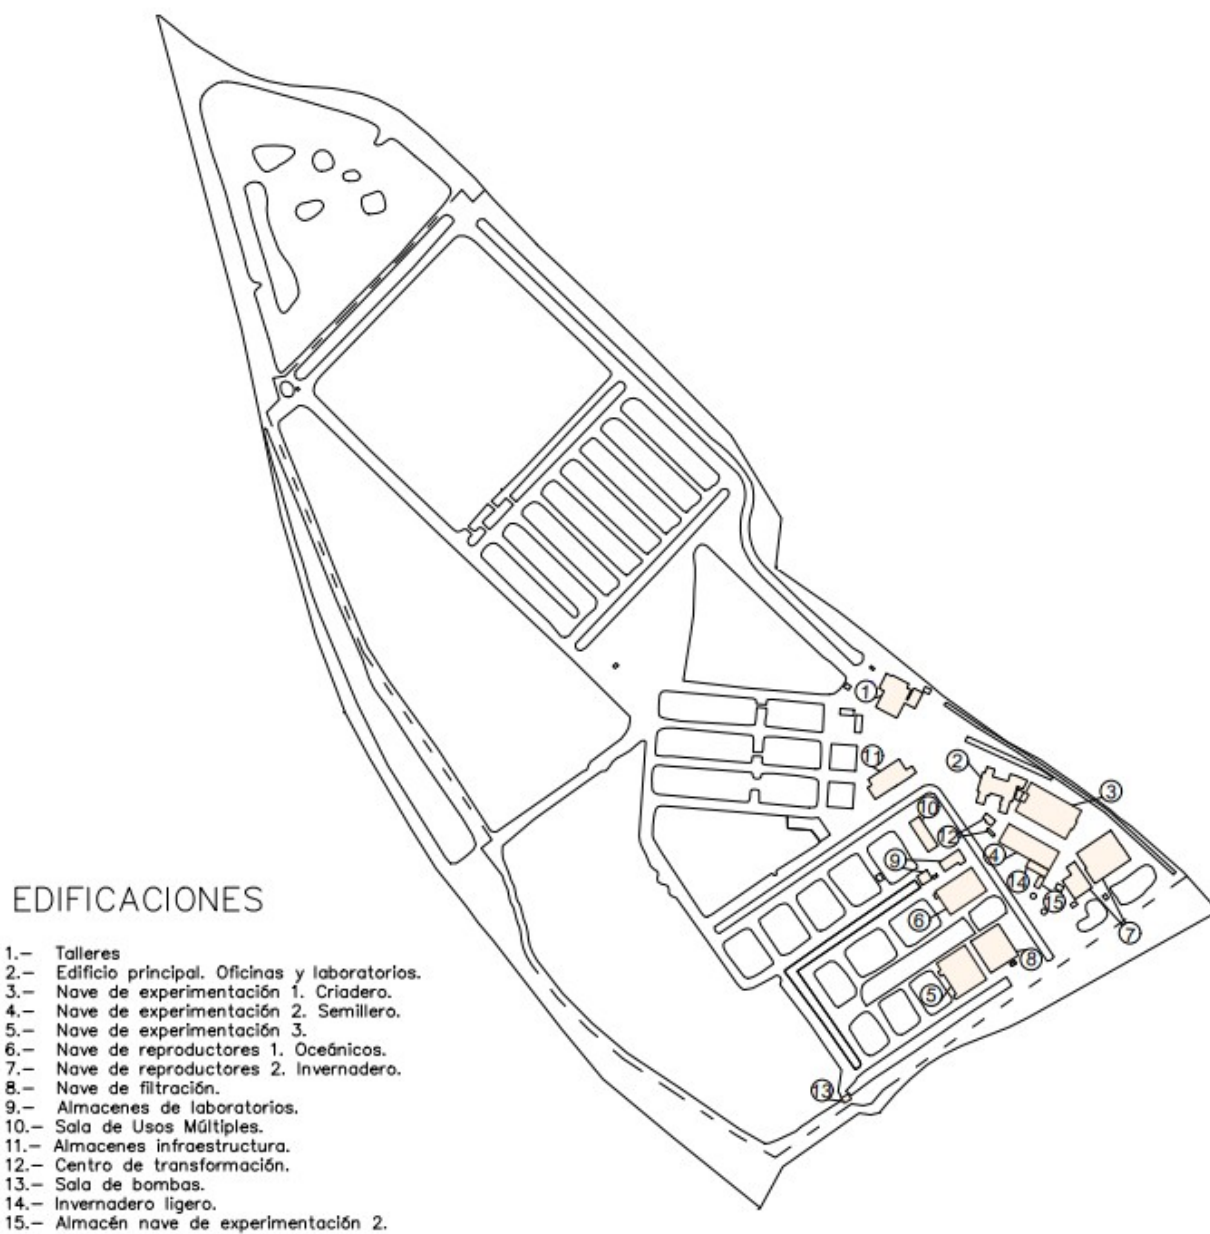 1
2
3
11
10
12
9
4
14
15
6
7
8
5
13
EDIFICACIONES
1.- Talleres
2.- Edificio principal. Oficinas y laboratorios.
3.- Nave de experimentación 1. Criadero.
4.- Nave de experimentación 2. Semillero.
5.- Nave de experimentación 3.
6.- Nave de reproductores 1. Oceánicos.
7.- Nave de reproductores 2. Invernadero.
8.- Nave de filtración.
9.- Almacenes de laboratorios.
10.- Sala de Usos Múltiples.
11.- Almacenes infraestructura.
12.- Centro de transformación.
13.- Sala de bombas.
14.- Invernadero ligero.
15.- Almacén nave de experimentación 2.